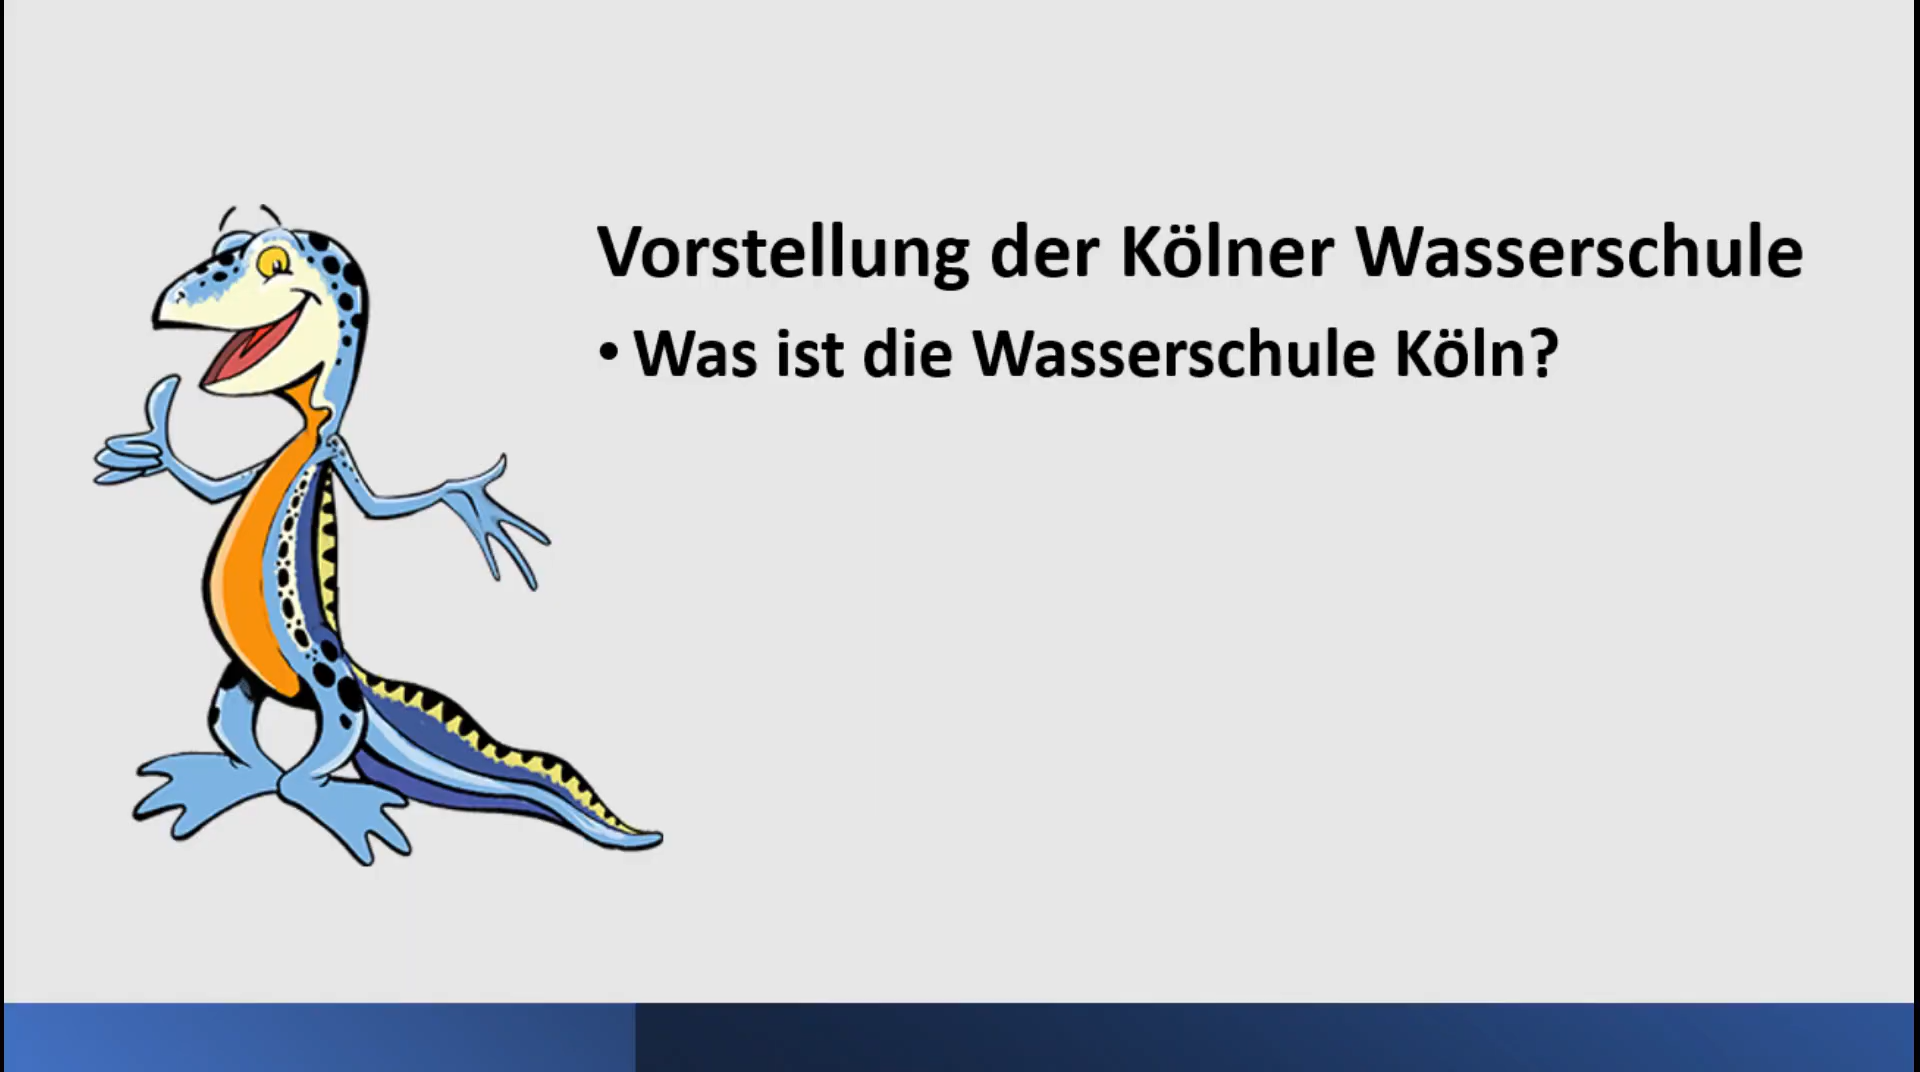 Vorstellung der Kölner Wasserschule
• Was ist die Wasserschule Köln?